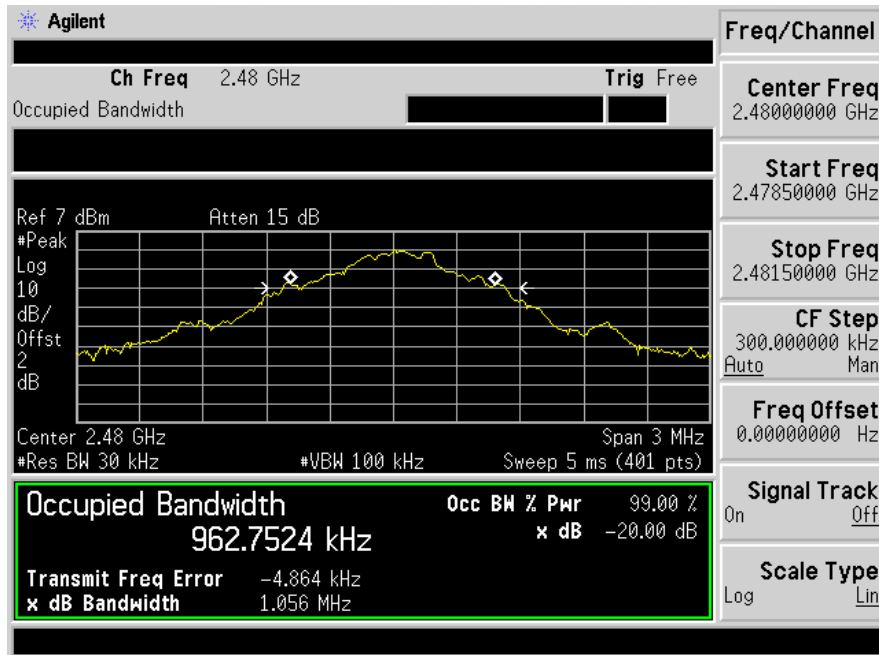 Agilent
Freq/Channel
Ch Freq 2.48 GHz Trig Free
Occupied Bandwidth
Center Freq
2.48000000 GHz
Start Freq
2.47850000 GHz
Stop Freq
2.48150000 GHz
CF Step
300.000000 kHz
Auto Man
Freq Offset
0.00000000 Hz
Signal Track
On Off
Scale Type
Log Lin
Ref 7 dBm Atten 15 dB
#Peak
Log
10
dB/
Offst
2
dB
Center 2.48 GHz Span 3 MHz
#Res BW 30 kHz #VBW 100 kHz Sweep 5 ms (401 pts)
Occupied Bandwidth Occ BW % Pwr 99.00 %
962.7524 kHz x dB -20.00 dB
Transmit Freq Error -4.864 kHz
x dB Bandwidth 1.056 MHz